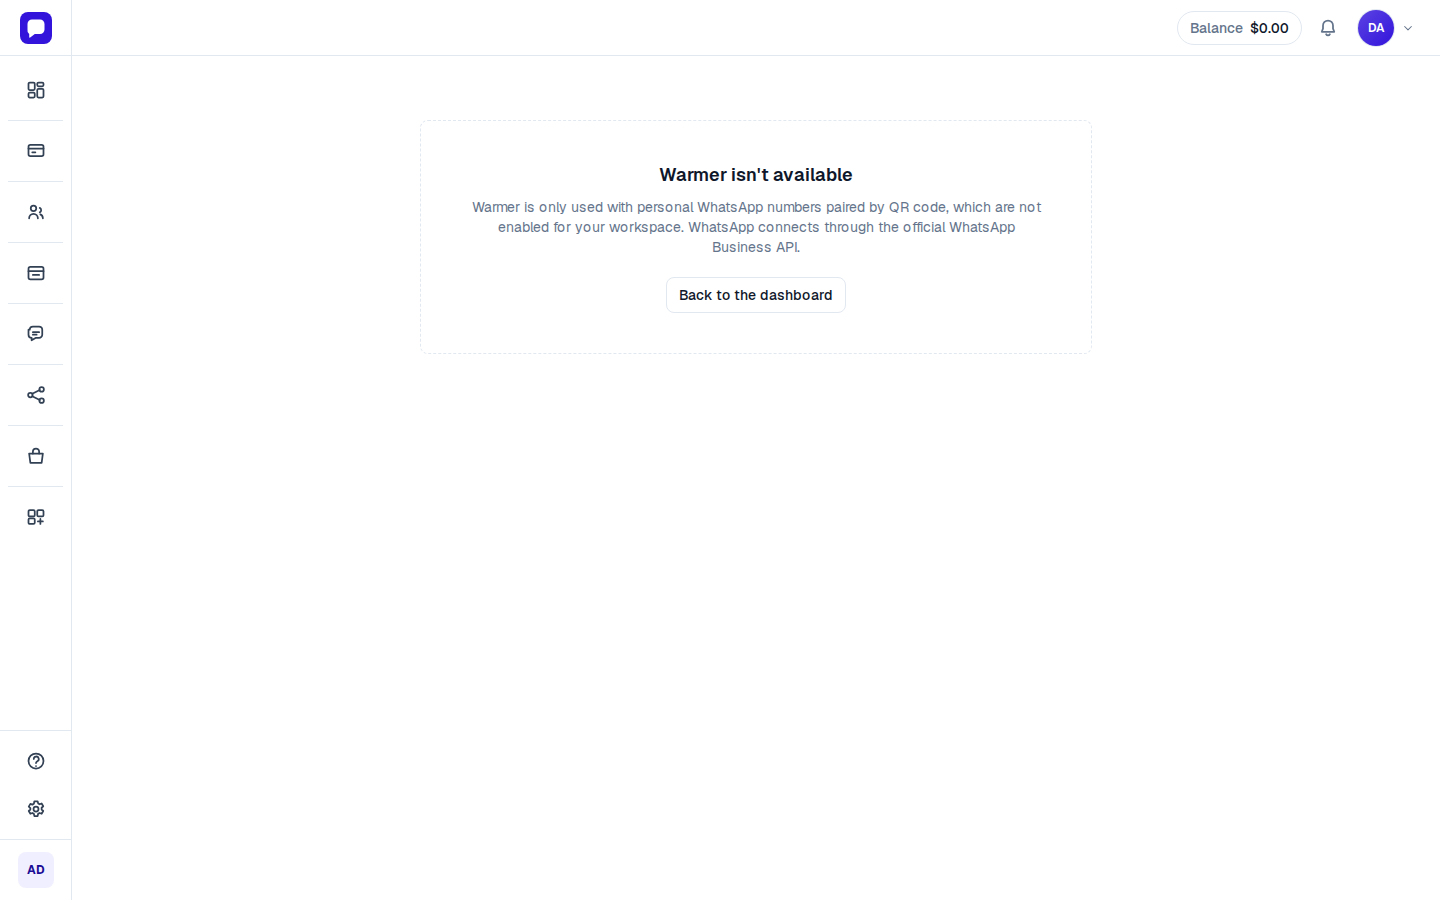 Balance $0.00
DA
Warmer isn't available
Warmer is only used with personal WhatsApp numbers paired by QR code, which are not
enabled for your workspace. WhatsApp connects through the official WhatsApp
Business API.
Back to the dashboard
AD